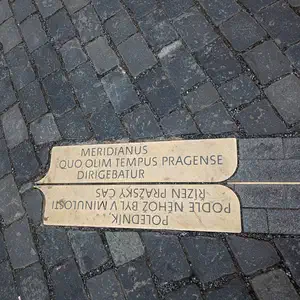 MERIDIANUS
QUO OLIM TEMPUS PRAGENSE
DIRIGEBATUR
POLEDNÍK,
PODLE NĚHOŽ BYL V MINULOSTI
ŘÍZEN PRAŽSKÝ ČAS